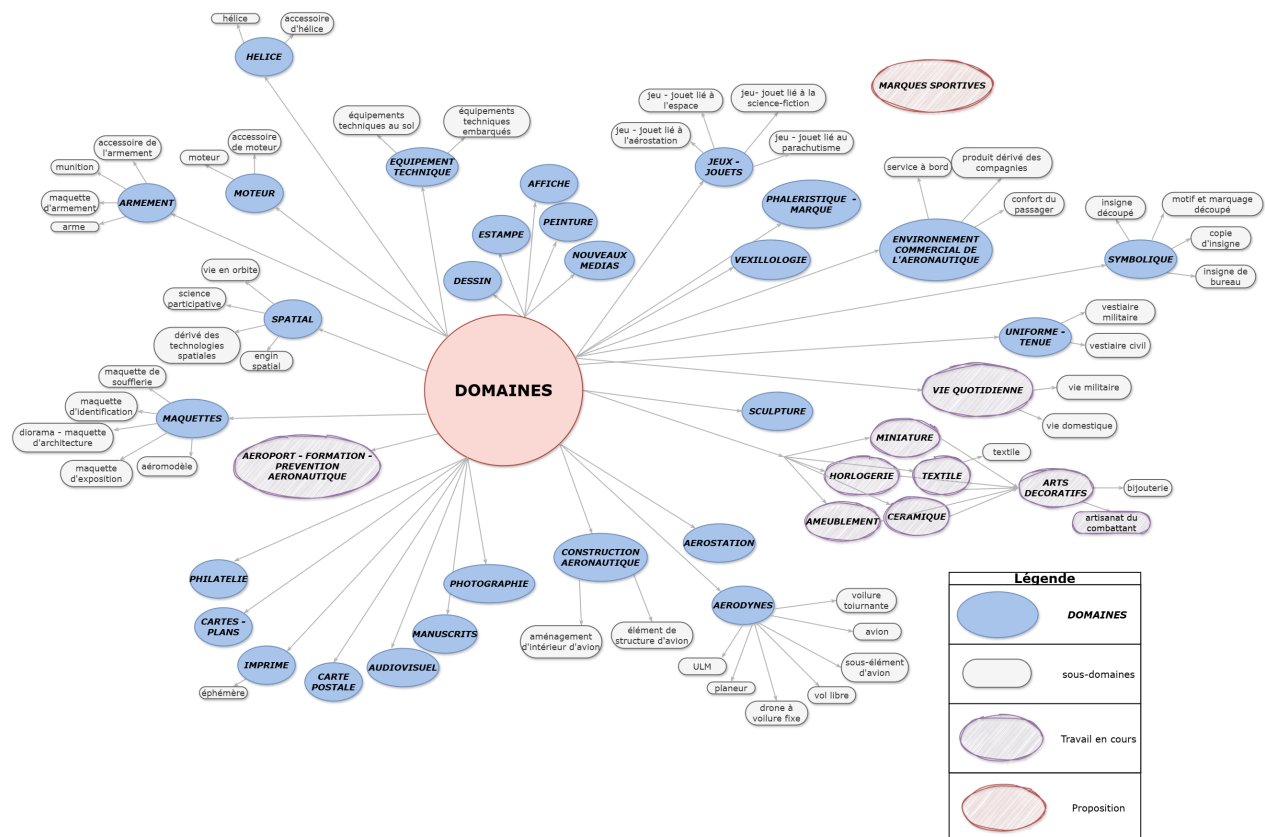 hélice
accessoire
d'hélice
HELICE
équipements
techniques au sol
équipements
techniques
embarqués
EQUIPEMENT
TECHNIQUE
accessoire de
l'armement
munition
maquette
d'armement
arme
ARMEMENT
moteur
accessoire
de moteur
MOTEUR
AFFICHE
PEINTURE
ESTAMPE
NOUVEAUX
MEDIAS
DESSIN
jeu - jouet lié à
l'espace
jeu- jouet lié à la
science-fiction
jeu - jouet lié à
l'aérostation
jeu - jouet lié au
parachutisme
JEUX -
JOUETS
MARQUES SPORTIVES
PHALERISTIQUE -
MARQUE
VEXILLOLOGIE
service à bord
produit dérivé des
compagnies
confort du
passager
ENVIRONNEMENT
COMMERCIAL DE
L'AERONAUTIQUE
insigne
découpé
motif et marquage
découpé
copie
d'insigne
insigne de
bureau
SYMBOLIQUE
vie en orbite
science
participative
dérivé des
technologies
spatiales
engin
spatial
SPATIAL
vestiaire
militaire
vestiaire civil
UNIFORME -
TENUE
DOMAINES
maquette de
soufflerie
maquette
d'identification
diorama - maquette
d'architecture
maquette
d'exposition
aéromodèle
MAQUETTES
VIE QUOTIDIENNE
vie militaire
vie domestique
SCULPTURE
AEROPORT - FORMATION -
PREVENTION
AERONAUTIQUE
MINIATURE
HORLOGERIE
TEXTILE
textile
AMEUBLEMENT
CERAMIQUE
ARTS
DECORATIFS
bijouterie
artisanat du
combattant
PHILATELIE
CARTES -
PLANS
IMPRIME
éphémère
CARTE
POSTALE
AUDIOVISUEL
MANUSCRITS
PHOTOGRAPHIE
CONSTRUCTION
AERONAUTIQUE
aménagement
d'intérieur d'avion
élément de
structure d'avion
AEROSTATION
AERODYNES
voilure
toiurnante
avion
sous-élément
d'avion
vol libre
drone à
voilure fixe
planeur
ULM
Légende
DOMAINES
sous-domaines
Travail en cours
Proposition